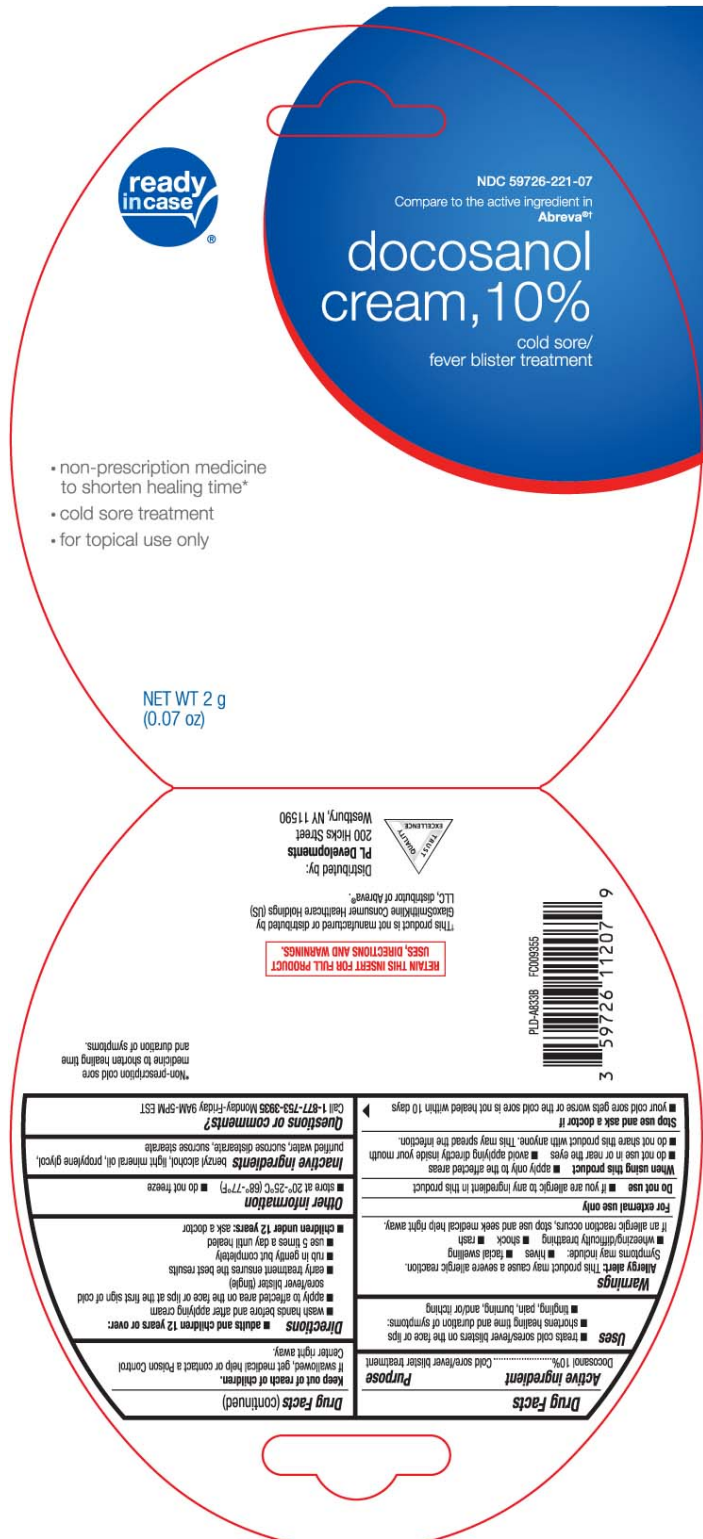 ready
in case
®
NDC 59726-221-07
Compare to the active ingredient in
Abreva®†
docosanol
cream, 10%
cold sore/
fever blister treatment
• non-prescription medicine
to shorten healing time*
• cold sore treatment
• for topical use only
NET WT 2 g
(0.07 oz)
Drug Facts
Active ingredient Purpose
Docosanol 10%......................Cold sore/fever blister treatment
Uses ■ treats cold sores/fever blisters on the face or lips
■ shortens healing time and duration of symptoms:
■ tingling, pain, burning, and/or itching
Warnings
Allergy alert: This product may cause a severe allergic reaction.
Symptoms may include: ■ hives ■ facial swelling
■ wheezing/difficulty breathing ■ shock ■ rash
If an allergic reaction occurs, stop use and seek medical help right away.
For external use only
Do not use ■ if you are allergic to any ingredient in this product
When using this product ■ apply only to the affected areas
■ do not use in or near the eyes ■ avoid applying directly inside your mouth
■ do not share this product with anyone. This may spread the infection.
Stop use and ask a doctor if
■ your cold sore gets worse or the cold sore is not healed within 10 days
Drug Facts (continued)
Keep out of reach of children.
If swallowed, get medical help or contact a Poison Control
Center right away.
Directions ■ adults and children 12 years or over:
■ wash hands before and after applying cream
■ apply to affected area on the face or lips at the first sign of cold
sore/fever blister (tingle)
■ early treatment ensures the best results
■ rub in gently but completely
■ use 5 times a day until healed
■ children under 12 years: ask a doctor
Other information
■ store at 20°-25°C (68°-77°F) ■ do not freeze
Inactive ingredients benzyl alcohol, light mineral oil, propylene glycol,
purified water, sucrose distearate, sucrose stearate
Questions or comments?
Call 1-877-753-3935 Monday-Friday 9AM-5PM EST
*Non-prescription cold sore
medicine to shorten healing time
and duration of symptoms.
3 59726 11207 9
PLD-A833B FC009355
RETAIN THIS INSERT FOR FULL PRODUCT
USES, DIRECTIONS AND WARNINGS.
†This product is not manufactured or distributed by
GlaxoSmithKline Consumer Healthcare Holdings (US)
LLC, distributor of Abreva®.
Distributed by:
PL Developments
200 Hicks Street
Westbury, NY 11590
TRUST
QUALITY
EXCELLENCE